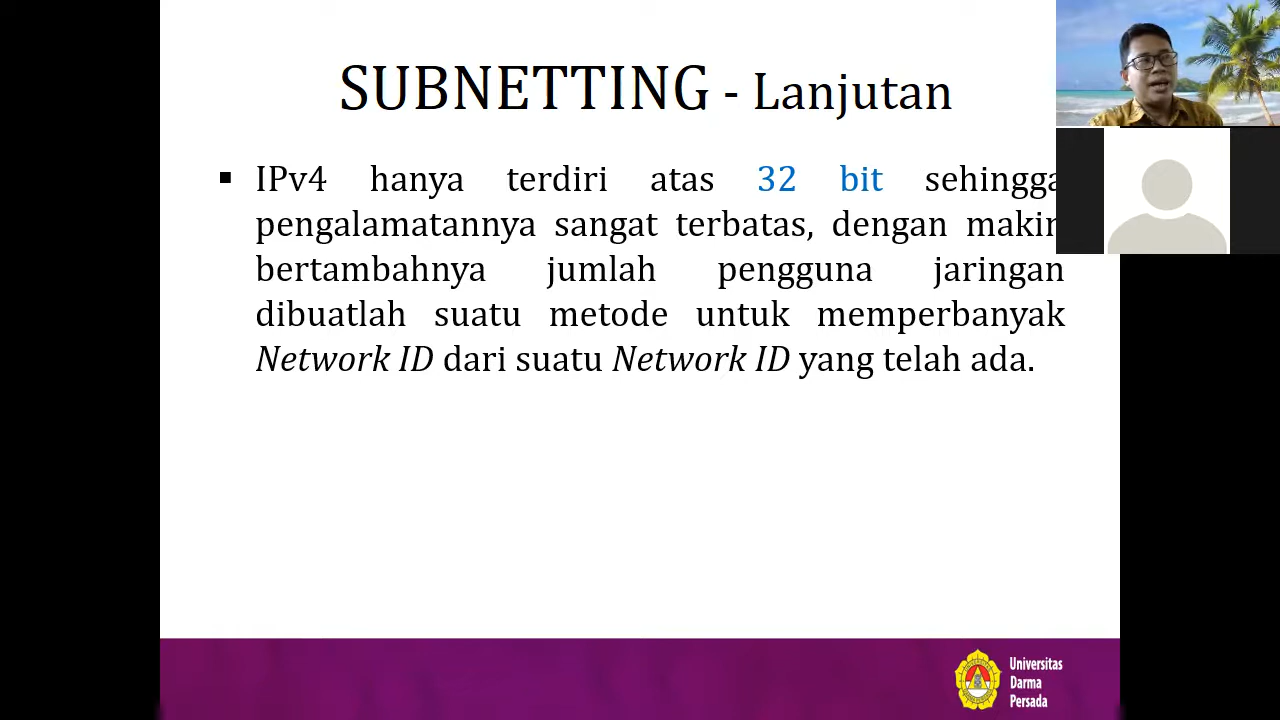 SUBNETTING - Lanjutan
▪ IPv4 hanya terdiri atas 32 bit sehingga
pengalamatannya sangat terbatas, dengan makin
bertambahnya jumlah pengguna jaringan
dibuatlah suatu metode untuk memperbanyak
Network ID dari suatu Network ID yang telah ada.
Universitas
Darma
Persada